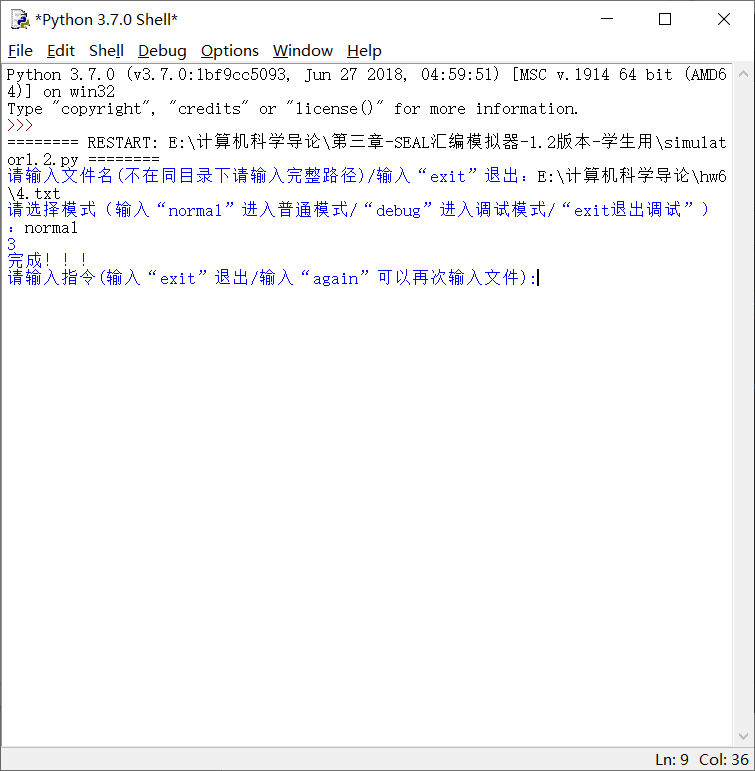 *Python 3.7.0 Shell*
File Edit Shell Debug Options Window Help
Python 3.7.0 (v3.7.0:1bf9cc5093, Jun 27 2018, 04:59:51) [MSC v.1914 64 bit (AMD6
4)] on win32
Type "copyright", "credits" or "license()" for more information.
>>>
======== RESTART: E:\计算机科学导论\第三章-SEAL汇编模拟器-1.2版本-学生用\simulat
or1.2.py ========
请输入文件名(不在同目录下请输入完整路径)/输入“exit”退出：E:\计算机科学导论\hw6
\4.txt
请选择模式（输入“normal”进入普通模式/“debug”进入调试模式/“exit退出调试”）
：normal
3
完成！！！
请输入指令(输入“exit”退出/输入“again”可以再次输入文件):
Ln: 9 Col: 36